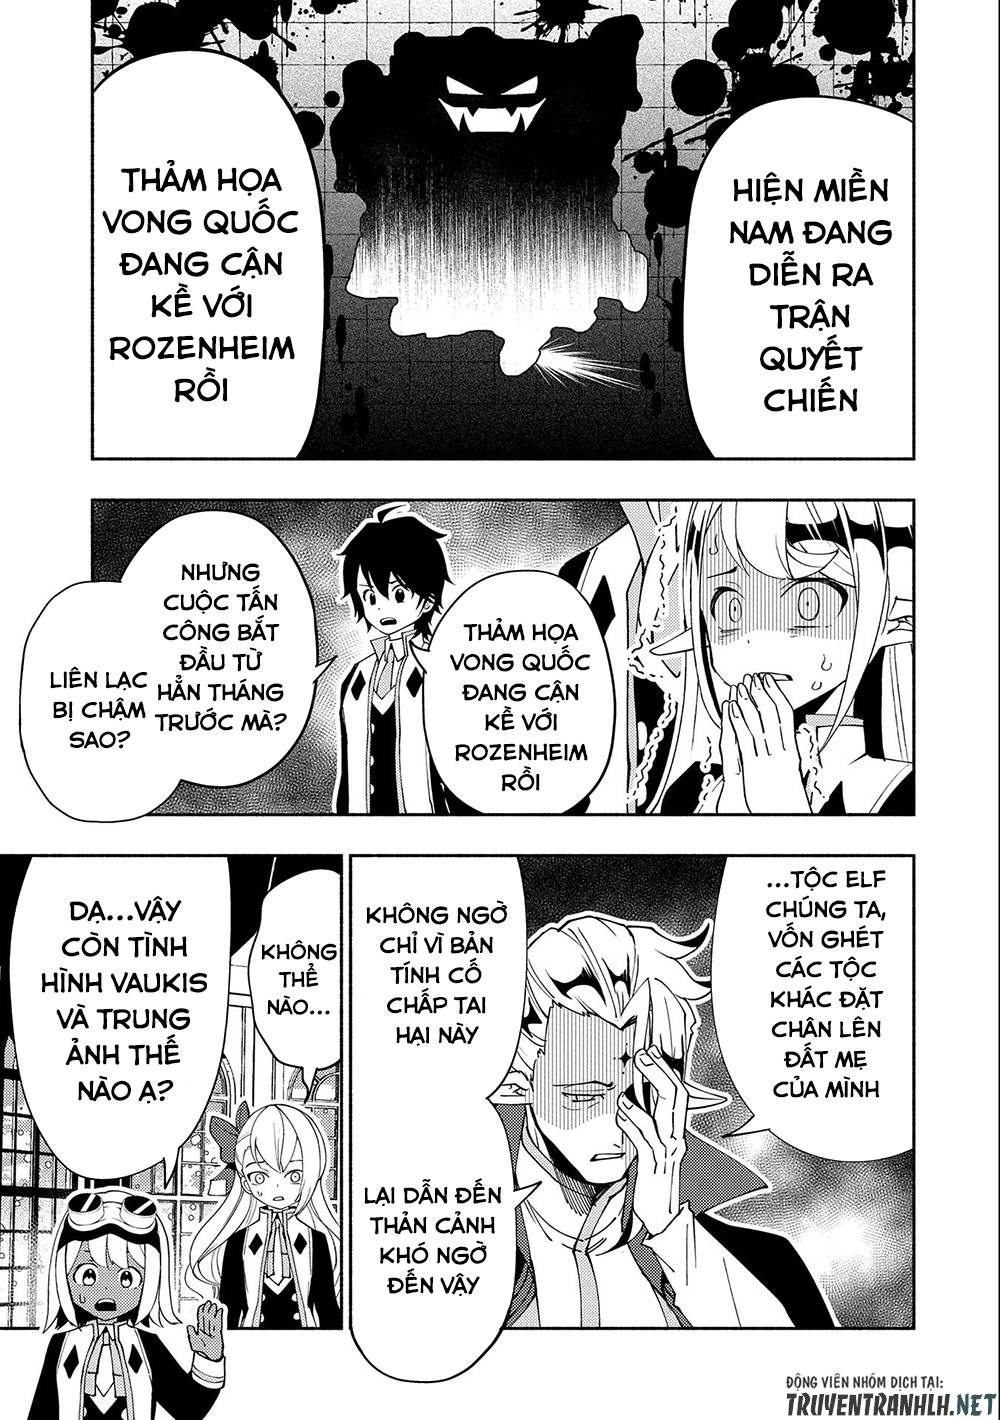 HIỆN MIỀN
NAM ĐANG
DIỄN RA
TRẬN
QUYẾT
CHIẾN
THẢM HỌA
VONG QUỐC
ĐANG CẬN
KỀ VỚI
ROZENHEIM
RỒI
THẢM HỌA
VONG QUỐC
ĐANG CẬN
KỀ VỚI
ROZENHEIM
RỒI
NHƯNG
CUỘC TẤN
CÔNG BẮT
ĐẦU TỪ
HẲN THÁNG
TRƯỚC MÀ?
LIÊN LẠC
BỊ CHẬM
SAO?
...TỘC ELF
CHÚNG TA,
VỐN GHÉT
CÁC TỘC
KHÁC ĐẶT
CHÂN LÊN
ĐẤT MẸ
CỦA MÌNH
KHÔNG NGỜ
CHỈ VÌ BẢN
TÍNH CỐ
CHẤP TAI
HẠI NÀY
LẠI DẪN ĐẾN
THẢN CẢNH
KHÓ NGỜ
ĐẾN VẬY
KHÔNG
THỂ
NÀO...
DẠ...VẬY
CÒN TÌNH
HÌNH VAUKIS
VÀ TRUNG
ẢNH THẾ
NÀO Ạ?
ĐỘNG VIÊN NHÓM DỊCH TẠI:
TRUYENTRANHLH.NET